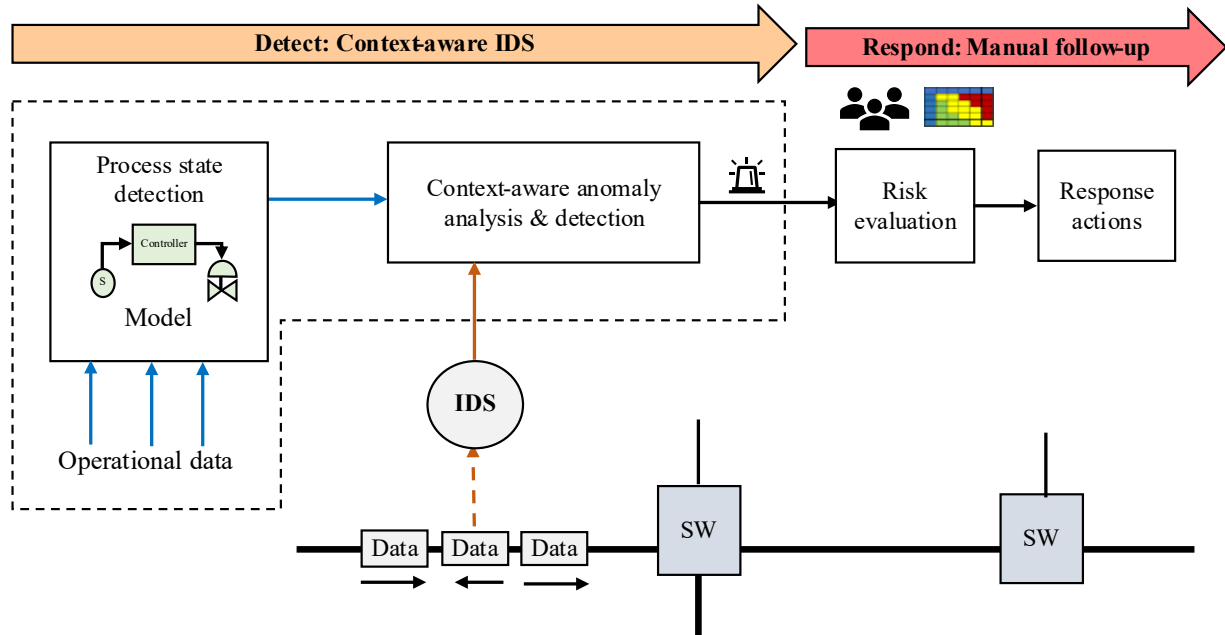 Detect: Context-aware IDS
Respond: Manual follow-up
Process state
detection
Controller
S
Model
Context-aware anomaly
analysis & detection
Risk
evaluation
Response
actions
IDS
Operational data
Data
Data
Data
SW
SW